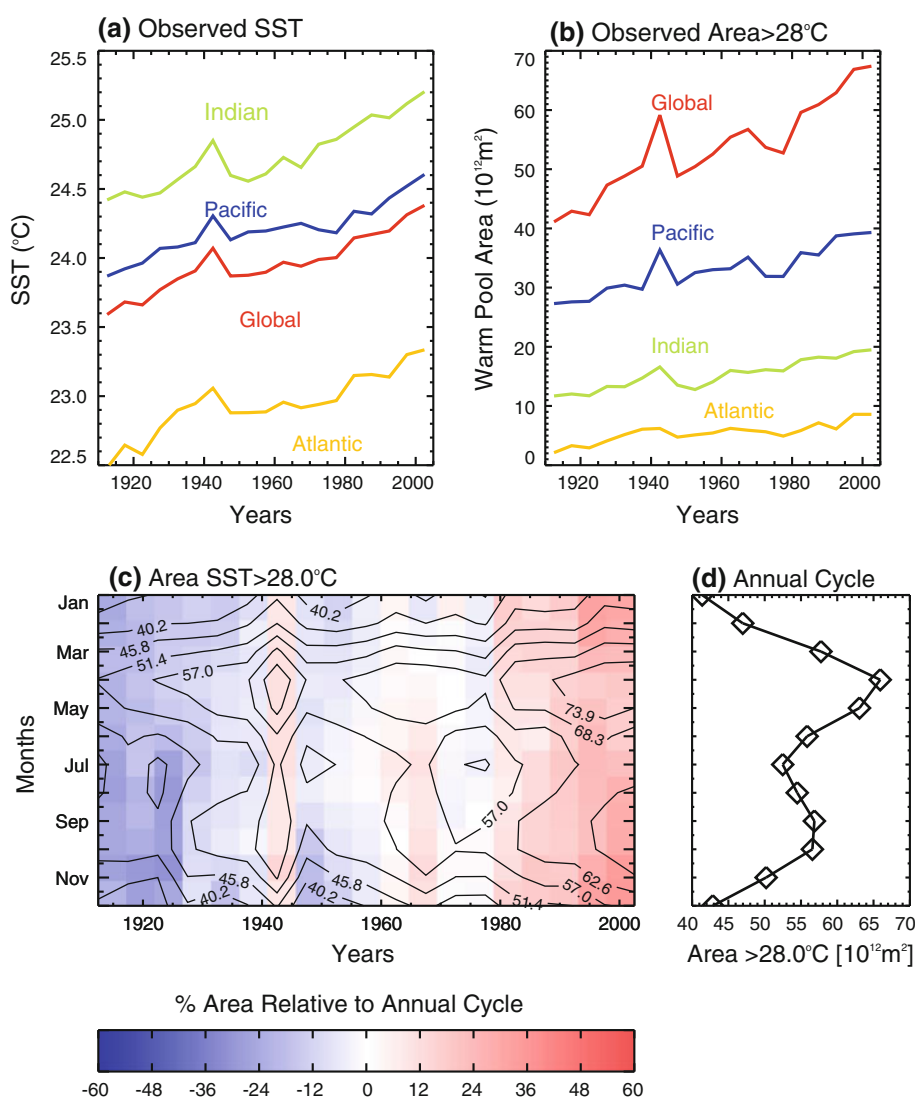 (a) Observed SST
25.5
25.0
24.5
24.0
23.5
23.0
22.5
SST (°C)
Indian
Pacific
Global
Atlantic
1920 1940 1960 1980 2000
Years
(b) Observed Area>28°C
70
60
50
40
30
20
10
0
Warm Pool Area (10¹²m²)
Global
Pacific
Indian
Atlantic
1920 1940 1960 1980 2000
Years
(c) Area SST>28.0°C
Jan
Mar
May
Jul
Sep
Nov
Months
40.2
45.8
51.4
57.0
40.2
73.9
68.3
57.0
45.8
40.2
45.8
40.2
62.6
57.0
51.4
1920 1940 1960 1980 2000
Years
(d) Annual Cycle
40 45 50 55 60 65 70
Area >28.0°C [10¹²m²]
% Area Relative to Annual Cycle
-60 -48 -36 -24 -12 0 12 24 36 48 60